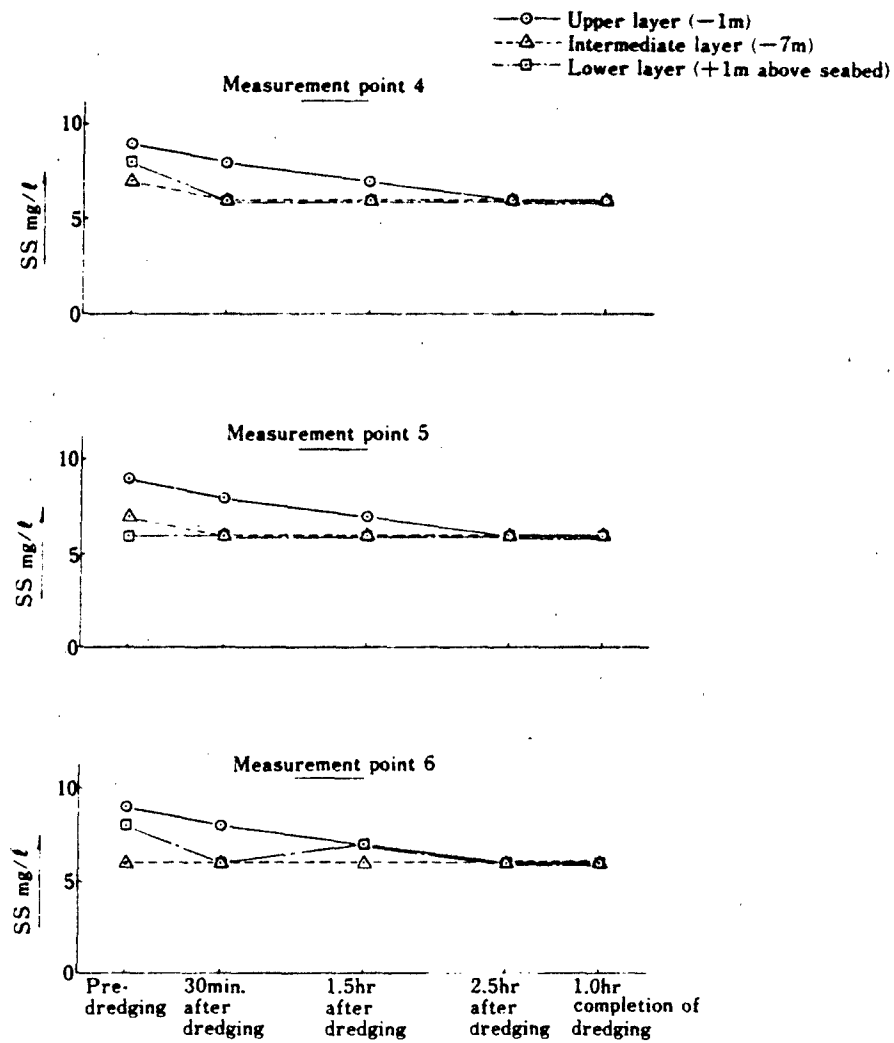 Upper layer (−1m)
Intermediate layer (−7m)
Lower layer (+1m above seabed)
Measurement point 4
10
5
0
SS mg/ℓ
Measurement point 5
10
5
0
SS mg/ℓ
Measurement point 6
10
5
0
SS mg/ℓ
Pre-
dredging
30min.
after
dredging
1.5hr
after
dredging
2.5hr
after
dredging
1.0hr
completion of
dredging